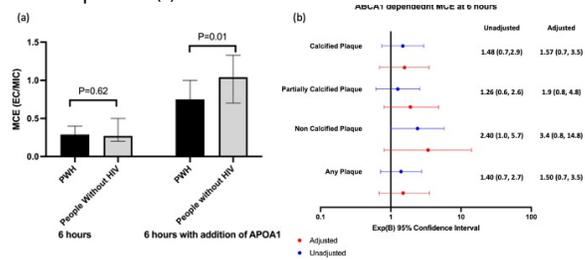 (a)
P=0.01
P=0.62
MCE (EC/MIC)
1.5
1.0
0.5
0.0
PWH
People Without HIV
PWH
People without HIV
6 hours
6 hours with addition of APOA1
(b)
ABCA1 dependednt MCE at 6 hours
Unadjusted Adjusted
Calcified Plaque 1.48 (0.7,2.9) 1.57 (0.7, 3.5)
Partially Calcified Plaque 1.26 (0.6, 2.6) 1.9 (0.8, 4.8)
Non Calcified Plaque 2.40 (1.0, 5.7) 3.4 (0.8, 14.8)
Any Plaque 1.40 (0.7, 2.7) 1.50 (0.7, 3.5)
0.1 1 10 100
Exp(B) 95% Confidence Interval
Adjusted
Unadjusted